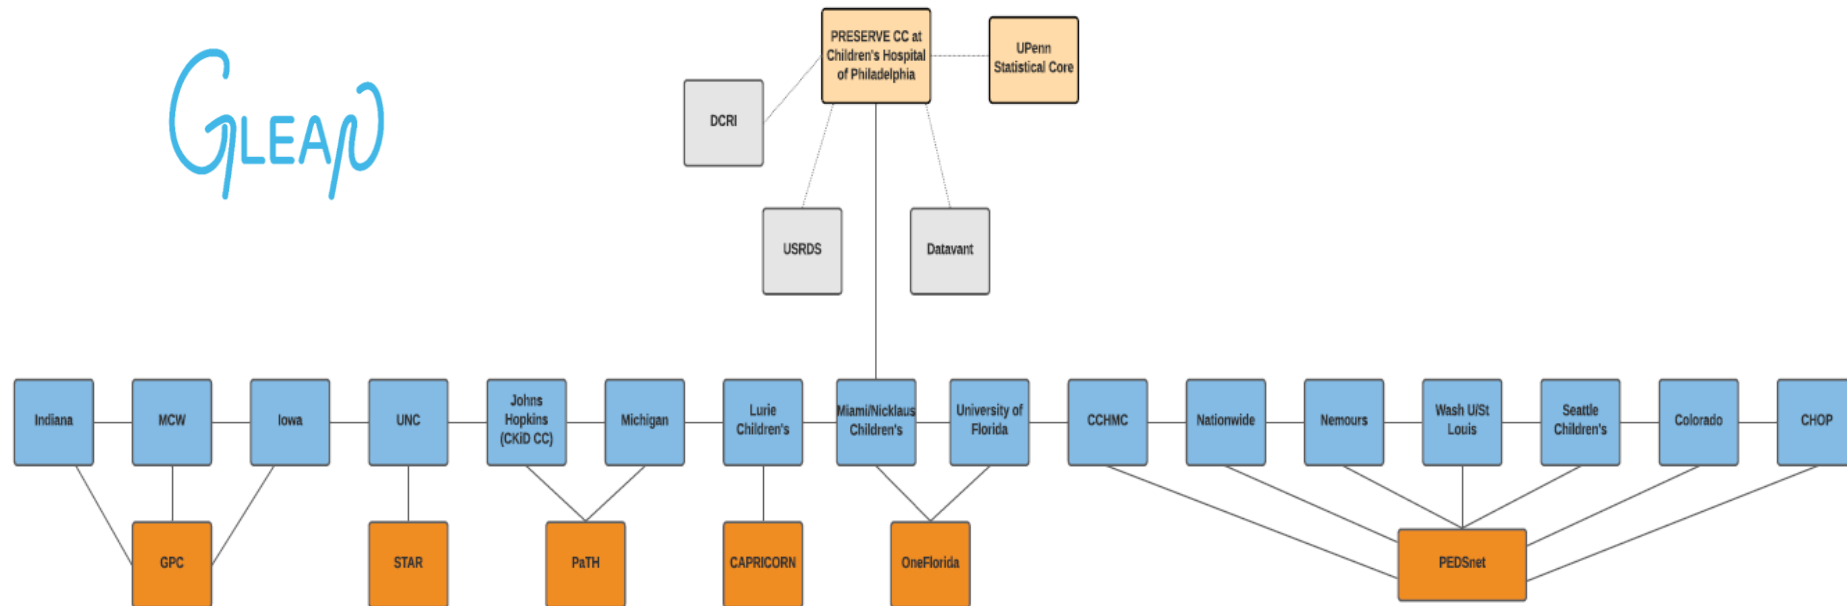 GLEAN
PRESERVE CC at
Children's Hospital
of Philadelphia
UPenn
Statistical Core
DCRI
USRDS
Datavant
Indiana
MCW
Iowa
UNC
Johns
Hopkins
(CKiD CC)
Michigan
Lurie
Children's
Miami/Nicklaus
Children's
University of
Florida
CCHMC
Nationwide
Nemours
Wash U/St
Louis
Seattle
Children's
Colorado
CHOP
GPC
STAR
PaTH
CAPRICORN
OneFlorida
PEDSnet